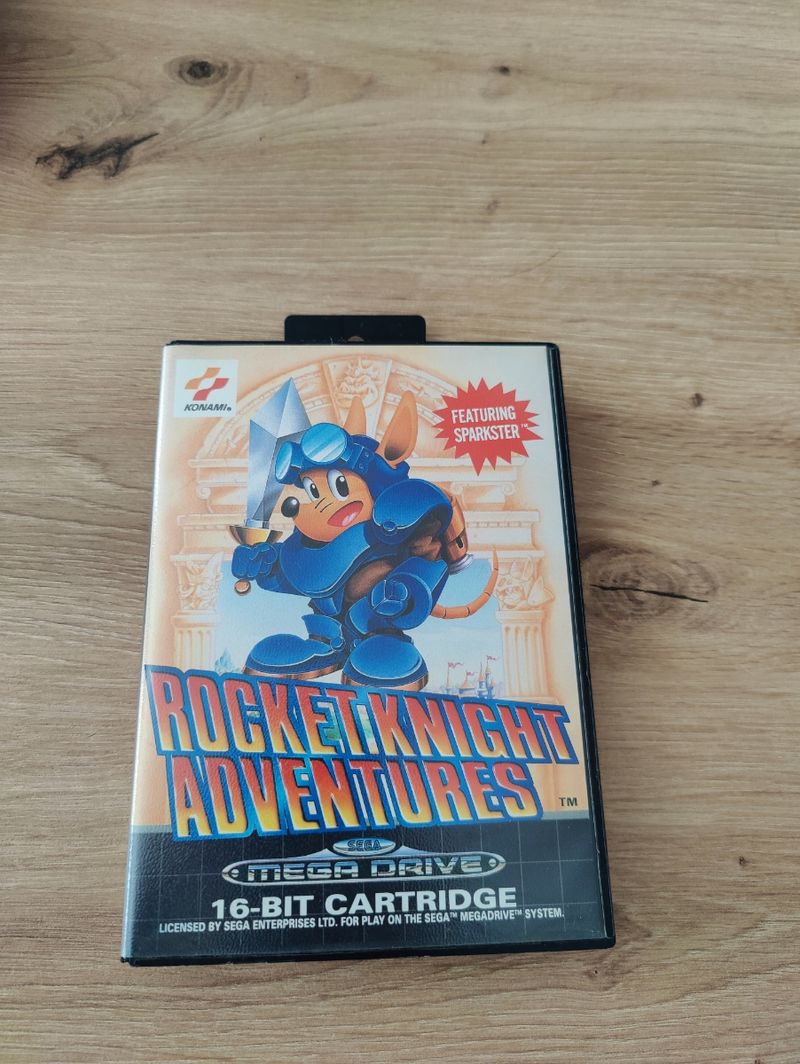 KONAMI®
FEATURING
SPARKSTER™
ROCKET KNIGHT
ADVENTURES
TM
SEGA
MEGA DRIVE
16-BIT CARTRIDGE
LICENSED BY SEGA ENTERPRISES LTD. FOR PLAY ON THE SEGA™ MEGADRIVE™ SYSTEM.